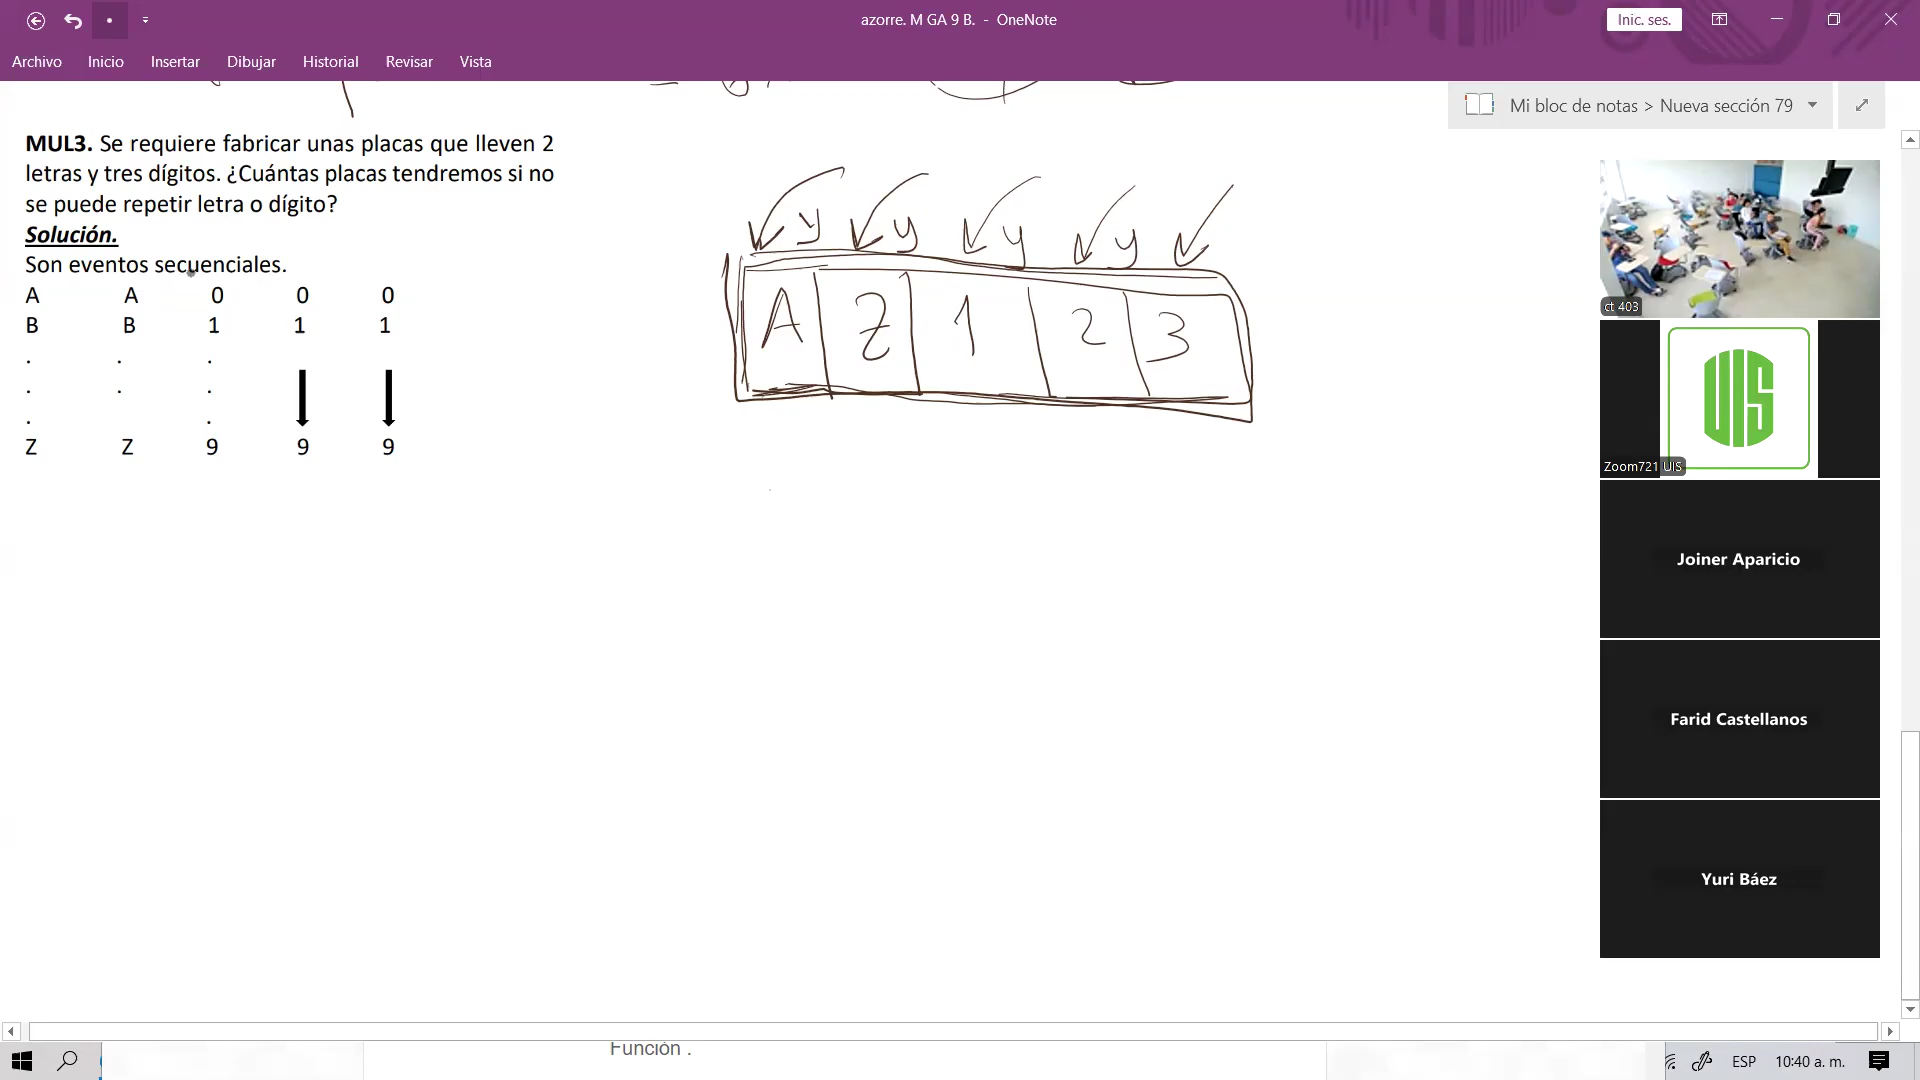 azorre. M GA 9 B. - OneNote
Inic. ses.
Archivo Inicio Insertar Dibujar Historial Revisar Vista
Mi bloc de notas > Nueva sección 79
MUL3. Se requiere fabricar unas placas que lleven 2
letras y tres dígitos. ¿Cuántas placas tendremos si no
se puede repetir letra o dígito?
Solución.
Son eventos secuenciales.
A A 0 0 0
B B 1 1 1
. . .
. . .
. .
Z Z 9 9 9
y y y y
A Z 1 2 3
ct 403
UIS
Zoom721 UIS
Joiner Aparicio
Farid Castellanos
Yuri Báez
Función .
ESP 10:40 a. m.